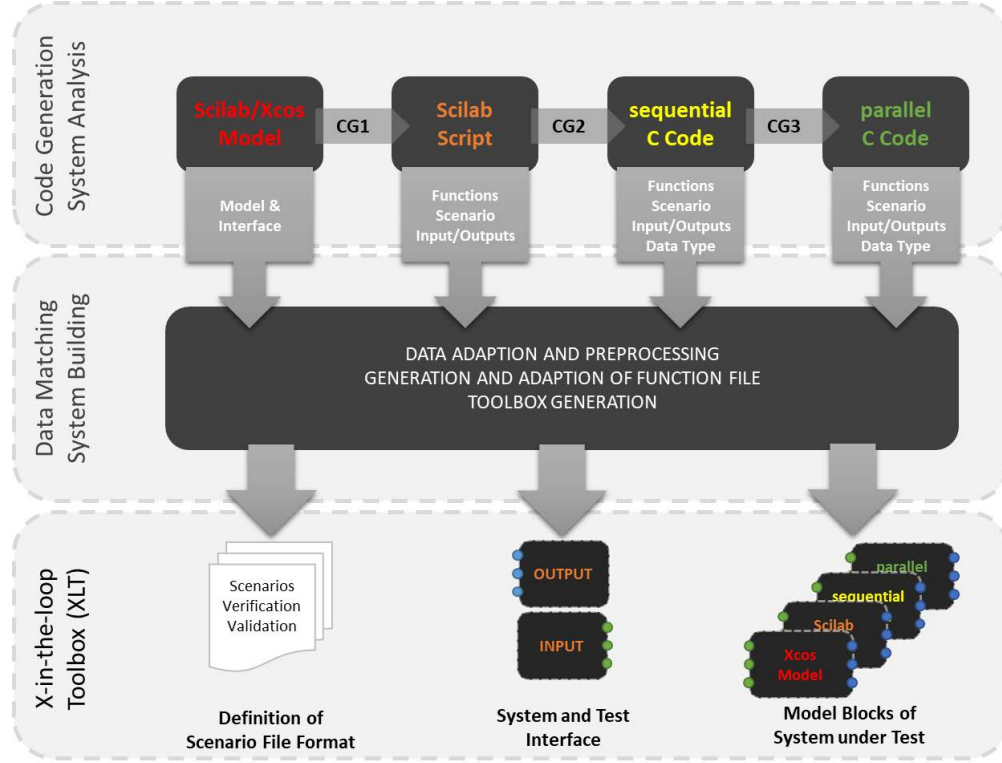 Code Generation
System Analysis
Scilab/Xcos
Model
CG1
Scilab
Script
CG2
sequential
C Code
CG3
parallel
C Code
Model &
Interface
Functions
Scenario
Input/Outputs
Functions
Scenario
Input/Outputs
Data Type
Functions
Scenario
Input/Outputs
Data Type
Data Matching
System Building
DATA ADAPTION AND PREPROCESSING
GENERATION AND ADAPTION OF FUNCTION FILE
TOOLBOX GENERATION
X-in-the-loop
Toolbox (XLT)
Scenarios
Verification
Validation
OUTPUT
INPUT
parallel
sequential
Scilab
Xcos
Model
Definition of
Scenario File Format
System and Test
Interface
Model Blocks of
System under Test